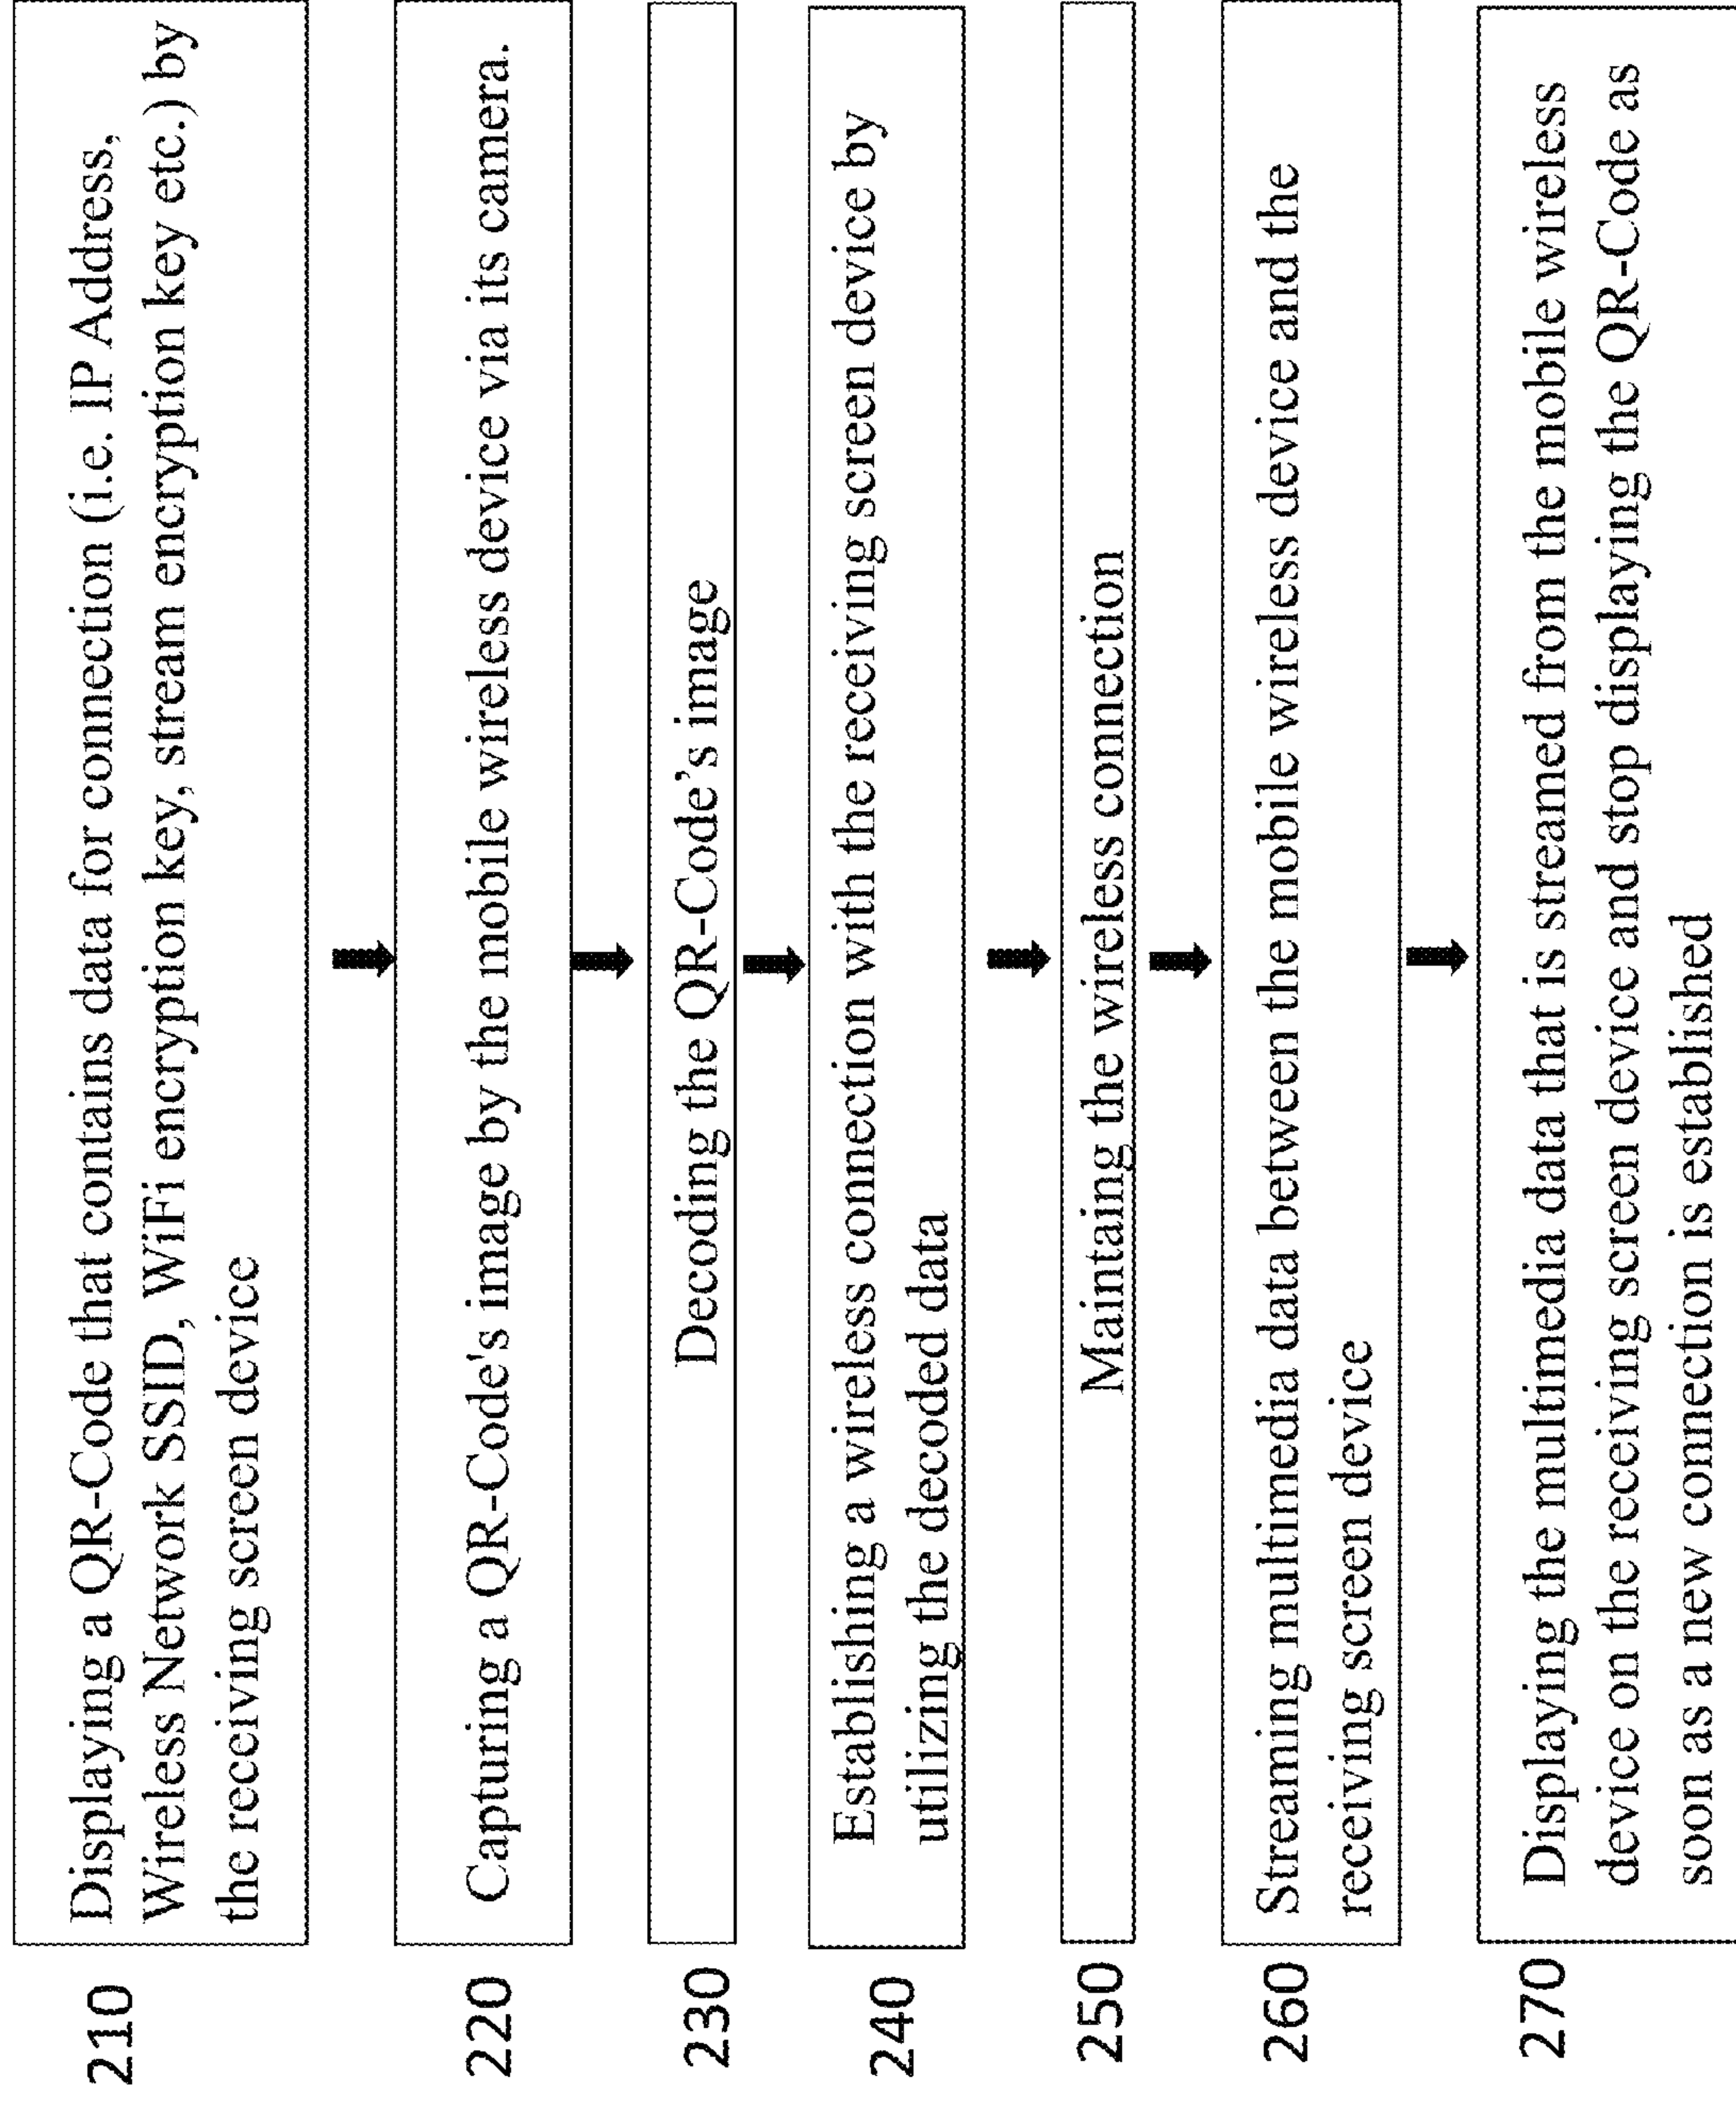 210
Displaying a QR-Code that contains data for connection (i.e. IP Address,
Wireless Network SSID, WiFi encryption key, stream encryption key etc.) by
the receiving screen device
220
Capturing a QR-Code's image by the mobile wireless device via its camera.
230
Decoding the QR-Code’s image
240
Establishing a wireless connection with the receiving screen device by
utilizing the decoded data
250
Maintaing the wireless connection
260
Streaming multimedia data between the mobile wireless device and the
receiving screen device
270
Displaying the multimedia data that is streamed from the mobile wireless
device on the receiving screen device and stop displaying the QR-Code as
soon as a new connection is established